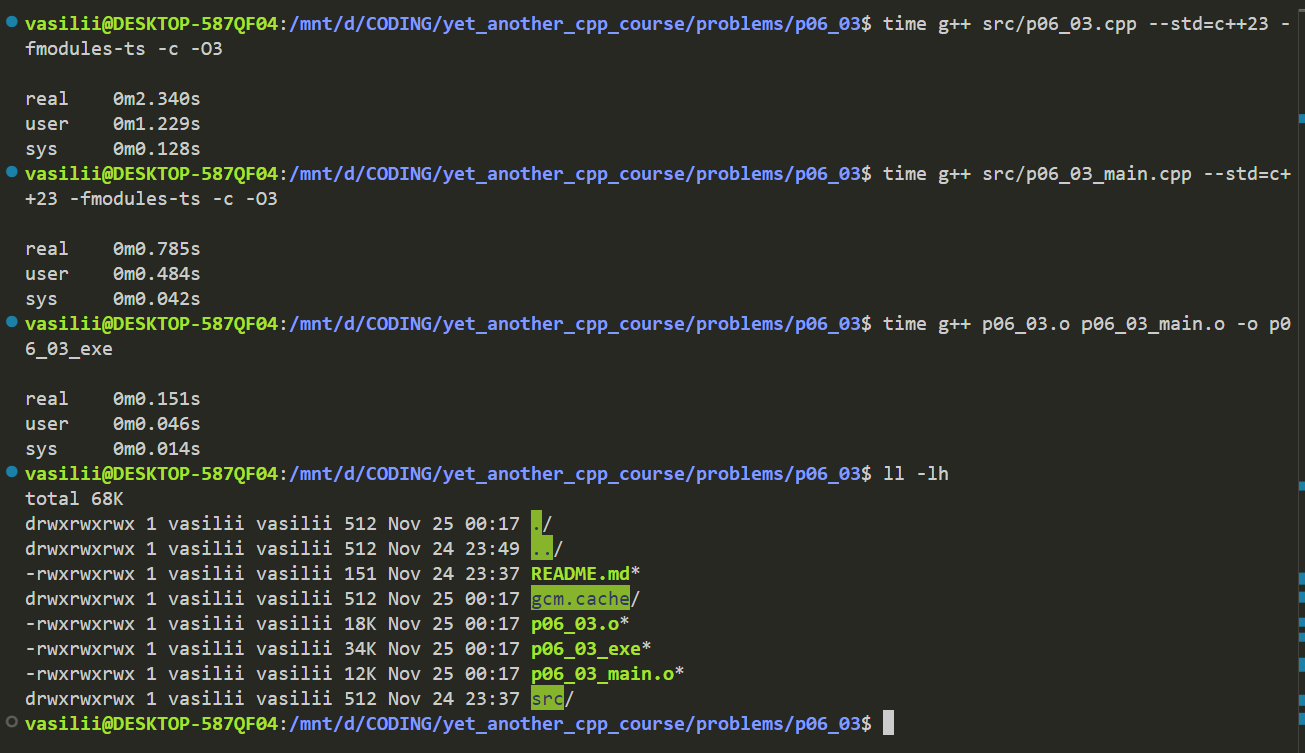 vasilii@DESKTOP-587QF04:/mnt/d/CODING/yet_another_cpp_course/problems/p06_03$ time g++ src/p06_03.cpp --std=c++23 -
fmodules-ts -c -O3
real    0m2.340s
user    0m1.229s
sys     0m0.128s
vasilii@DESKTOP-587QF04:/mnt/d/CODING/yet_another_cpp_course/problems/p06_03$ time g++ src/p06_03_main.cpp --std=c+
+23 -fmodules-ts -c -O3
real    0m0.785s
user    0m0.484s
sys     0m0.042s
vasilii@DESKTOP-587QF04:/mnt/d/CODING/yet_another_cpp_course/problems/p06_03$ time g++ p06_03.o p06_03_main.o -o p0
6_03_exe
real    0m0.151s
user    0m0.046s
sys     0m0.014s
vasilii@DESKTOP-587QF04:/mnt/d/CODING/yet_another_cpp_course/problems/p06_03$ ll -lh
total 68K
drwxrwxrwx 1 vasilii vasilii 512 Nov 25 00:17 ./
drwxrwxrwx 1 vasilii vasilii 512 Nov 24 23:49 ../
-rwxrwxrwx 1 vasilii vasilii 151 Nov 24 23:37 README.md*
drwxrwxrwx 1 vasilii vasilii 512 Nov 25 00:17 gcm.cache/
-rwxrwxrwx 1 vasilii vasilii 18K Nov 25 00:17 p06_03.o*
-rwxrwxrwx 1 vasilii vasilii 34K Nov 25 00:17 p06_03_exe*
-rwxrwxrwx 1 vasilii vasilii 12K Nov 25 00:17 p06_03_main.o*
drwxrwxrwx 1 vasilii vasilii 512 Nov 24 23:37 src/
vasilii@DESKTOP-587QF04:/mnt/d/CODING/yet_another_cpp_course/problems/p06_03$